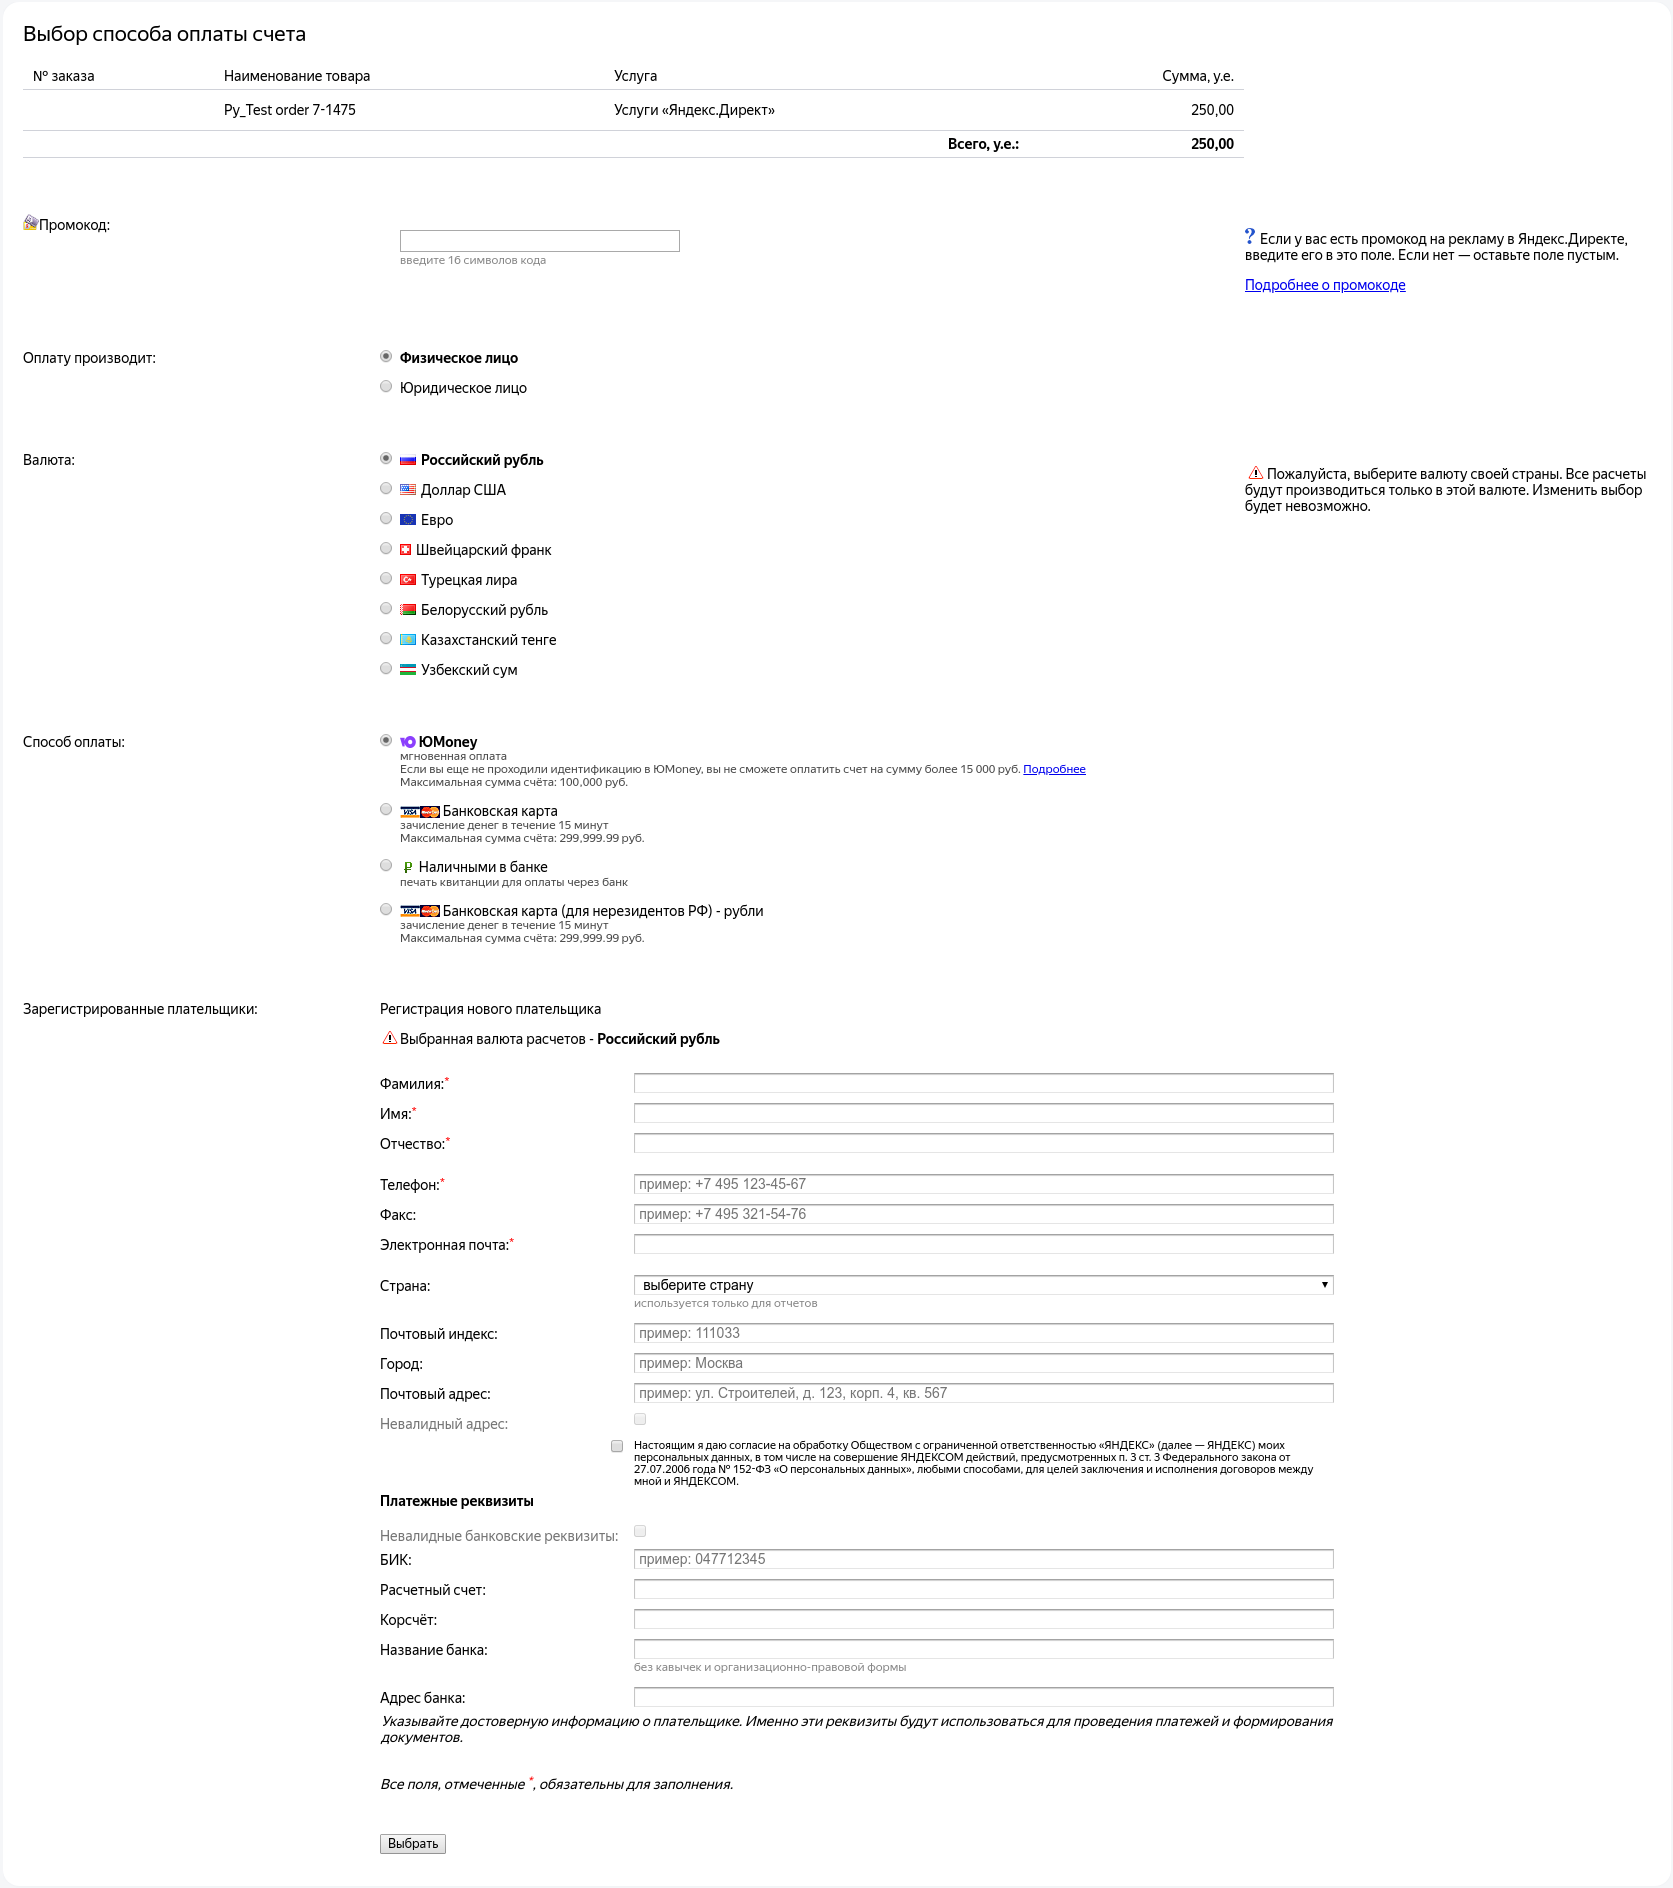 Выбор способа оплаты счета
№ заказа Наименование товара Услуга Сумма, у.е.
Py_Test order 7-1475 Услуги «Яндекс.Директ» 250,00
Всего, у.е.: 250,00
Промокод:
введите 16 символов кода
? Если у вас есть промокод на рекламу в Яндекс.Директе,
введите его в это поле. Если нет — оставьте поле пустым.
Подробнее о промокоде
Оплату производит: Физическое лицо
Юридическое лицо
Валюта: Российский рубль
Доллар США
Евро
Швейцарский франк
Турецкая лира
Белорусский рубль
Казахстанский тенге
Узбекский сум
Пожалуйста, выберите валюту своей страны. Все расчеты
будут производиться только в этой валюте. Изменить выбор
будет невозможно.
Способ оплаты: ЮMoney
мгновенная оплата
Если вы еще не проходили идентификацию в ЮMoney, вы не сможете оплатить счет на сумму более 15 000 руб. Подробнее
Максимальная сумма счёта: 100,000 руб.
VISA Банковская карта
зачисление денег в течение 15 минут
Максимальная сумма счёта: 299,999.99 руб.
₽ Наличными в банке
печать квитанции для оплаты через банк
VISA Банковская карта (для нерезидентов РФ) - рубли
зачисление денег в течение 15 минут
Максимальная сумма счёта: 299,999.99 руб.
Зарегистрированные плательщики: Регистрация нового плательщика
Выбранная валюта расчетов - Российский рубль
Фамилия:*
Имя:*
Отчество:*
Телефон:* пример: +7 495 123-45-67
Факс: пример: +7 495 321-54-76
Электронная почта:*
Страна: выберите страну
используется только для отчетов
Почтовый индекс: пример: 111033
Город: пример: Москва
Почтовый адрес: пример: ул. Строителей, д. 123, корп. 4, кв. 567
Невалидный адрес:
Настоящим я даю согласие на обработку Обществом с ограниченной ответственностью «ЯНДЕКС» (далее — ЯНДЕКС) моих
персональных данных, в том числе на совершение ЯНДЕКСОМ действий, предусмотренных п. 3 ст. 3 Федерального закона от
27.07.2006 года № 152-ФЗ «О персональных данных», любыми способами, для целей заключения и исполнения договоров между
мной и ЯНДЕКСОМ.
Платежные реквизиты
Невалидные банковские реквизиты:
БИК: пример: 047712345
Расчетный счет:
Корсчёт:
Название банка:
без кавычек и организационно-правовой формы
Адрес банка:
Указывайте достоверную информацию о плательщике. Именно эти реквизиты будут использоваться для проведения платежей и формирования
документов.
Все поля, отмеченные *, обязательны для заполнения.
Выбрать